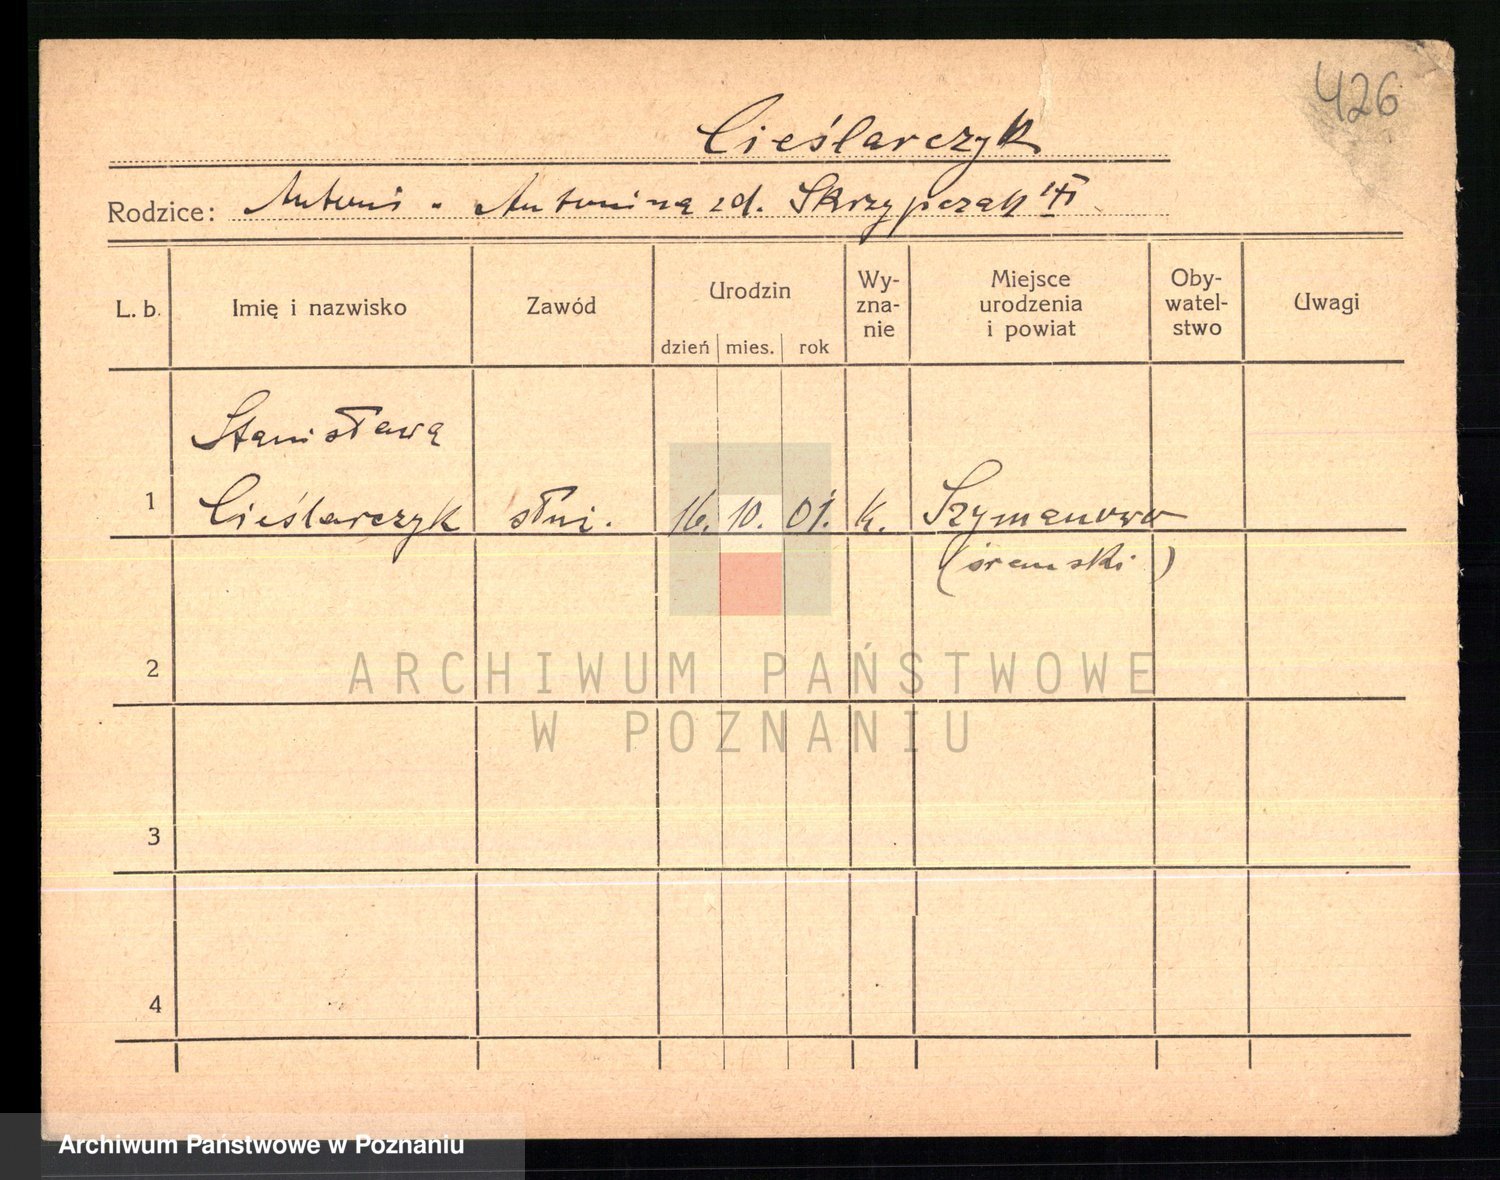 426
Cieślarczyk
Rodzice: Antoni - Antonina zd. Skrzypczak
L. b. Imię i nazwisko Zawód Urodzin dzień mies. rok Wy-zna-nie Miejsce urodzenia i powiat Oby-watel-stwo Uwagi
Stanisława
1 Cieślarczyk służ. 16. 10. 01. k. Szymanowo
(śremski)
2
ARCHIWUM PAŃSTWOWE
W POZNANIU
3
4
Archiwum Państwowe w Poznaniu